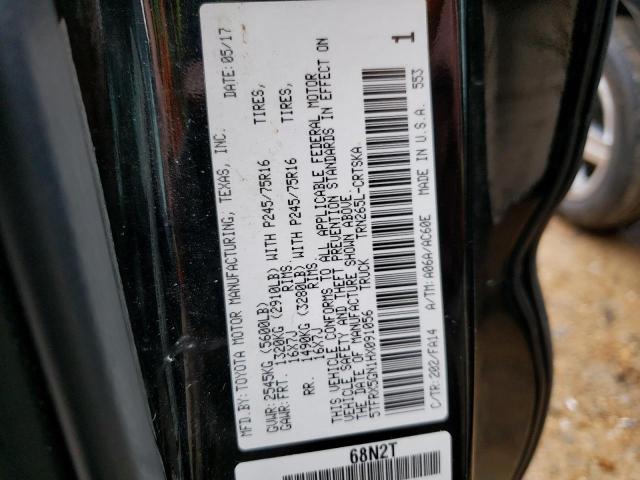 MFD.BY: TOYOTA MOTOR MANUFACTURING, TEXAS, INC. DATE: 05/17
GVWR: 2545KG (5600LB)
GAWR: FRT. 1320KG (2910LB) WITH P245/75R16 TIRES,
16X7J RIMS
RR. 1490KG (3200LB) WITH P245/75R16 TIRES,
16X7J RIMS
THIS VEHICLE CONFORMS TO ALL APPLICABLE FEDERAL MOTOR
VEHICLE SAFETY AND THEFT PREVENTION STANDARDS IN EFFECT ON
THE DATE OF MANUFACTURE SHOWN ABOVE.
5TFRX5GN1HX091056 TRUCK TRN265L-CRTSKA
1
C/TR: 202/FA14 A/TM: A06A/AC60E MADE IN U.S.A. 553
68N2T